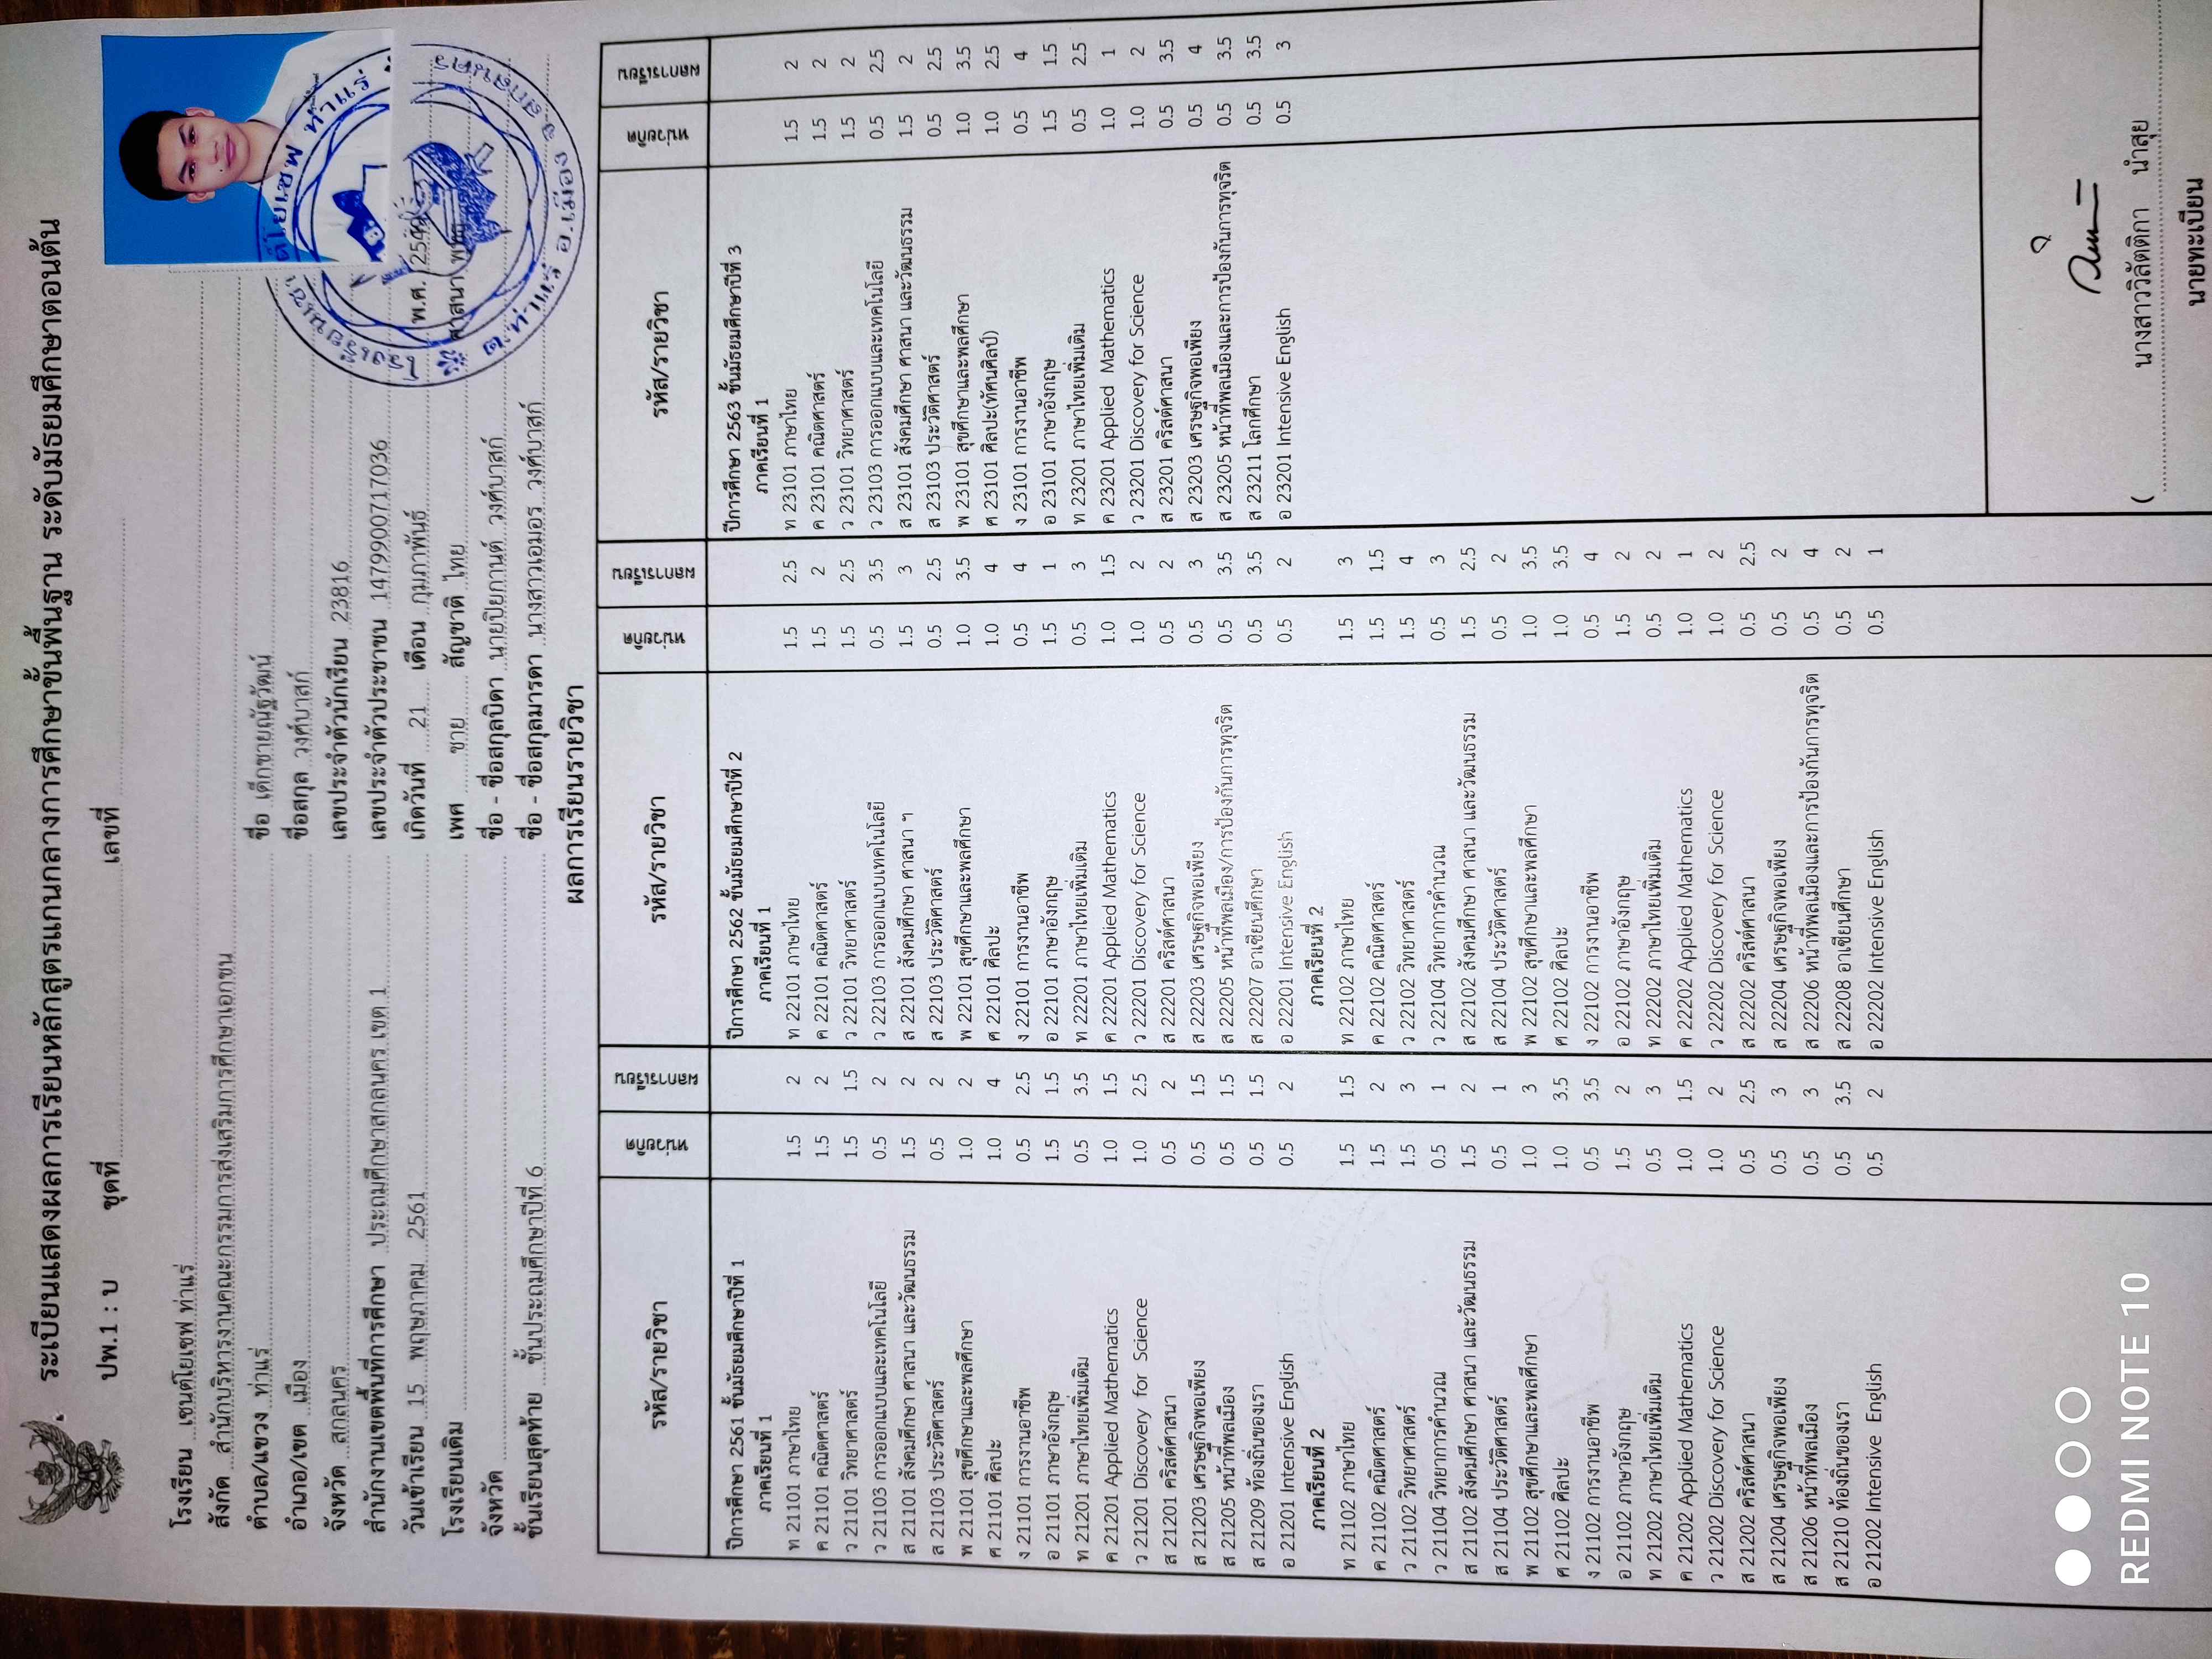 ระเบียนแสดงผลการเรียนหลักสูตรแกนกลางการศึกษาขั้นพื้นฐาน ระดับมัธยมศึกษาตอนต้น
ปพ.1 : บ ชุดที่ เลขที่
โรงเรียน เซนต์โยเซฟ ท่าแร่
สังกัด สำนักบริหารงานคณะกรรมการส่งเสริมการศึกษาเอกชน
ตำบล/แขวง ท่าแร่
อำเภอ/เขต เมือง
จังหวัด สกลนคร
สำนักงานเขตพื้นที่การศึกษา ประถมศึกษาสกลนคร เขต 1
วันเข้าเรียน 15 พฤษภาคม 2561
โรงเรียนเดิม
จังหวัด
ชั้นเรียนสุดท้าย ชั้นประถมศึกษาปีที่ 6
ชื่อ เด็กชายณัฐวัฒน์
ชื่อสกุล วงศ์บาสก์
เลขประจำตัวนักเรียน 23816
เลขประจำตัวประชาชน 1479900717036
เกิดวันที่ 21 เดือน กุมภาพันธ์ พ.ศ.
เพศ ชาย สัญชาติ ไทย ศาสนา พุทธ
ชื่อ - ชื่อสกุลบิดา นายปิยกานต์ วงศ์บาสก์
ชื่อ - ชื่อสกุลมารดา นางสาวเอมอร วงศ์บาสก์
ผลการเรียนรายวิชา
รหัส/รายวิชา หน่วยกิต ผลการเรียน
ปีการศึกษา 2561 ชั้นมัธยมศึกษาปีที่ 1
ภาคเรียนที่ 1
ท 21101 ภาษาไทย 1.5 2
ค 21101 คณิตศาสตร์ 1.5 2
ว 21101 วิทยาศาสตร์ 1.5 1.5
ว 21103 การออกแบบและเทคโนโลยี 0.5 2
ส 21101 สังคมศึกษา ศาสนา และวัฒนธรรม 1.5 2
ส 21103 ประวัติศาสตร์ 0.5 2
พ 21101 สุขศึกษาและพลศึกษา 1.0 2
ศ 21101 ศิลปะ 1.0 4
ง 21101 การงานอาชีพ 0.5 2.5
อ 21101 ภาษาอังกฤษ 1.5 1.5
ท 21201 ภาษาไทยเพิ่มเติม 0.5 3.5
ค 21201 Applied Mathematics 1.0 1.5
ว 21201 Discovery for Science 1.0 2.5
ส 21201 คริสต์ศาสนา 0.5 2
ส 21203 เศรษฐกิจพอเพียง 0.5 1.5
ส 21205 หน้าที่พลเมือง 0.5 1.5
ส 21209 ท้องถิ่นของเรา 0.5 1.5
อ 21201 Intensive English 0.5 2
ภาคเรียนที่ 2
ท 21102 ภาษาไทย 1.5 1.5
ค 21102 คณิตศาสตร์ 1.5 2
ว 21102 วิทยาศาสตร์ 1.5 3
ว 21104 วิทยาการคำนวณ 0.5 1
ส 21102 สังคมศึกษา ศาสนา และวัฒนธรรม 1.5 2
ส 21104 ประวัติศาสตร์ 0.5 1
พ 21102 สุขศึกษาและพลศึกษา 1.0 3
ศ 21102 ศิลปะ 1.0 3.5
ง 21102 การงานอาชีพ 0.5 3.5
อ 21102 ภาษาอังกฤษ 1.5 2
ท 21202 ภาษาไทยเพิ่มเติม 0.5 3
ค 21202 Applied Mathematics 1.0 1.5
ว 21202 Discovery for Science 1.0 2
ส 21202 คริสต์ศาสนา 0.5 2.5
ส 21204 เศรษฐกิจพอเพียง 0.5 3
ส 21206 หน้าที่พลเมือง 0.5 3
ส 21210 ท้องถิ่นของเรา 0.5 3.5
อ 21202 Intensive English 0.5 2
รหัส/รายวิชา หน่วยกิต ผลการเรียน
ปีการศึกษา 2562 ชั้นมัธยมศึกษาปีที่ 2
ภาคเรียนที่ 1
ท 22101 ภาษาไทย 1.5 2.5
ค 22101 คณิตศาสตร์ 1.5 2
ว 22101 วิทยาศาสตร์ 1.5 2.5
ว 22103 การออกแบบเทคโนโลยี 0.5 3.5
ส 22101 สังคมศึกษา ศาสนา ฯ 1.5 3
ส 22103 ประวัติศาสตร์ 0.5 2.5
พ 22101 สุขศึกษาและพลศึกษา 1.0 3.5
ศ 22101 ศิลปะ 1.0 4
ง 22101 การงานอาชีพ 0.5 4
อ 22101 ภาษาอังกฤษ 1.5 1
ท 22201 ภาษาไทยเพิ่มเติม 0.5 3
ค 22201 Applied Mathematics 1.0 1.5
ว 22201 Discovery for Science 1.0 2
ส 22201 คริสต์ศาสนา 0.5 2
ส 22203 เศรษฐกิจพอเพียง 0.5 3
ส 22205 หน้าที่พลเมือง/การป้องกันการทุจริต 0.5 3.5
ส 22207 อาเซียนศึกษา 0.5 3.5
อ 22201 Intensive English 0.5 2
ภาคเรียนที่ 2
ท 22102 ภาษาไทย 1.5 3
ค 22102 คณิตศาสตร์ 1.5 1.5
ว 22102 วิทยาศาสตร์ 1.5 4
ว 22104 วิทยาการคำนวณ 0.5 3
ส 22102 สังคมศึกษา ศาสนา และวัฒนธรรม 1.5 2.5
ส 22104 ประวัติศาสตร์ 0.5 2
พ 22102 สุขศึกษาและพลศึกษา 1.0 3.5
ศ 22102 ศิลปะ 1.0 3.5
ง 22102 การงานอาชีพ 0.5 4
อ 22102 ภาษาอังกฤษ 1.5 2
ท 22202 ภาษาไทยเพิ่มเติม 0.5 2
ค 22202 Applied Mathematics 1.0 1
ว 22202 Discovery for Science 1.0 2
ส 22202 คริสต์ศาสนา 0.5 2.5
ส 22204 เศรษฐกิจพอเพียง 0.5 2
ส 22206 หน้าที่พลเมืองและการป้องกันการทุจริต 0.5 4
ส 22208 อาเซียนศึกษา 0.5 2
อ 22202 Intensive English 0.5 1
รหัส/รายวิชา หน่วยกิต ผลการเรียน
ปีการศึกษา 2563 ชั้นมัธยมศึกษาปีที่ 3
ภาคเรียนที่ 1
ท 23101 ภาษาไทย 1.5 2
ค 23101 คณิตศาสตร์ 1.5 2
ว 23101 วิทยาศาสตร์ 1.5 2
ว 23103 การออกแบบและเทคโนโลยี 0.5 2.5
ส 23101 สังคมศึกษา ศาสนา และวัฒนธรรม 1.5 2
ส 23103 ประวัติศาสตร์ 0.5 2.5
พ 23101 สุขศึกษาและพลศึกษา 1.0 3.5
ศ 23101 ศิลปะ(ทัศนศิลป์) 1.0 2.5
ง 23101 การงานอาชีพ 0.5 4
อ 23101 ภาษาอังกฤษ 1.5 1.5
ท 23201 ภาษาไทยเพิ่มเติม 0.5 2.5
ค 23201 Applied Mathematics 1.0 1
ว 23201 Discovery for Science 1.0 2
ส 23201 คริสต์ศาสนา 0.5 3.5
ส 23203 เศรษฐกิจพอเพียง 0.5 4
ส 23205 หน้าที่พลเมืองและการป้องกันการทุจริต 0.5 3.5
ส 23211 โลกศึกษา 0.5 3.5
อ 23201 Intensive English 0.5 3
( นางสาววิลัดติกา นำสุย
นายทะเบียน
REDMI NOTE 10